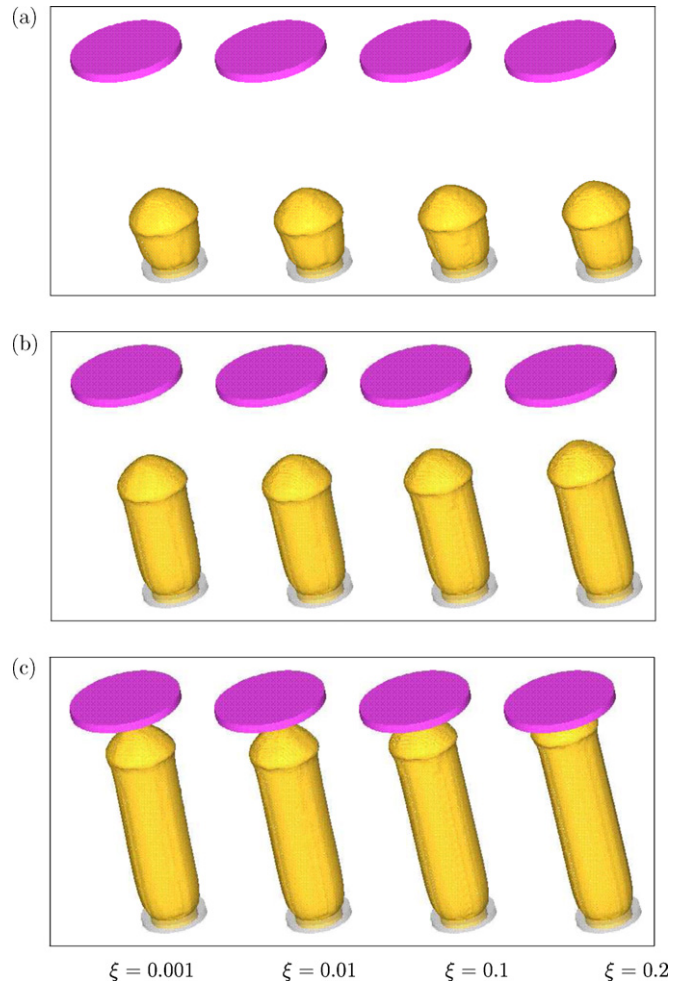 (a)
(b)
(c)
ξ = 0.001 ξ = 0.01 ξ = 0.1 ξ = 0.2